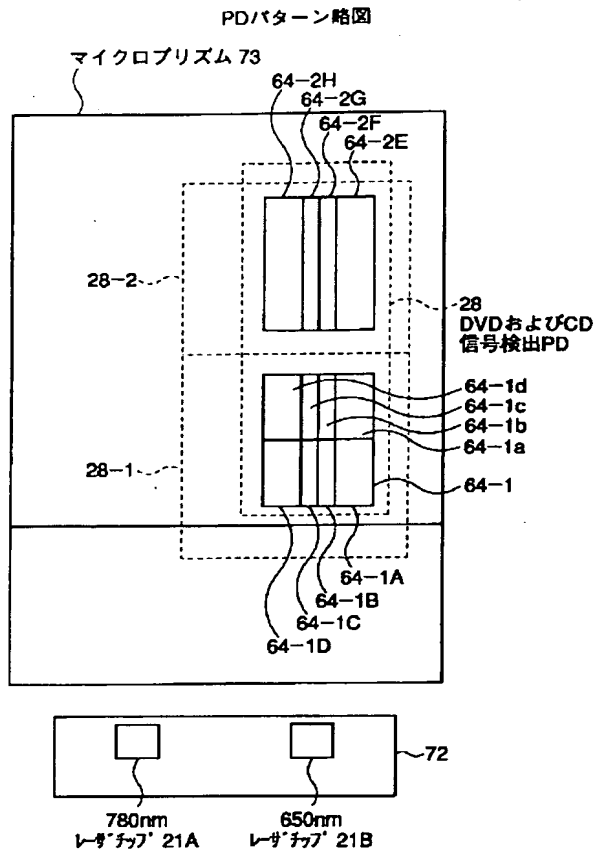 PDパターン略図
マイクロプリズム 73
64-2H
64-2G
64-2F
64-2E
28-2
28
DVDおよびCD
信号検出PD
64-1d
64-1c
64-1b
64-1a
28-1
64-1
64-1A
64-1B
64-1C
64-1D
72
780nm
レーザチップ 21A
650nm
レーザチップ 21B